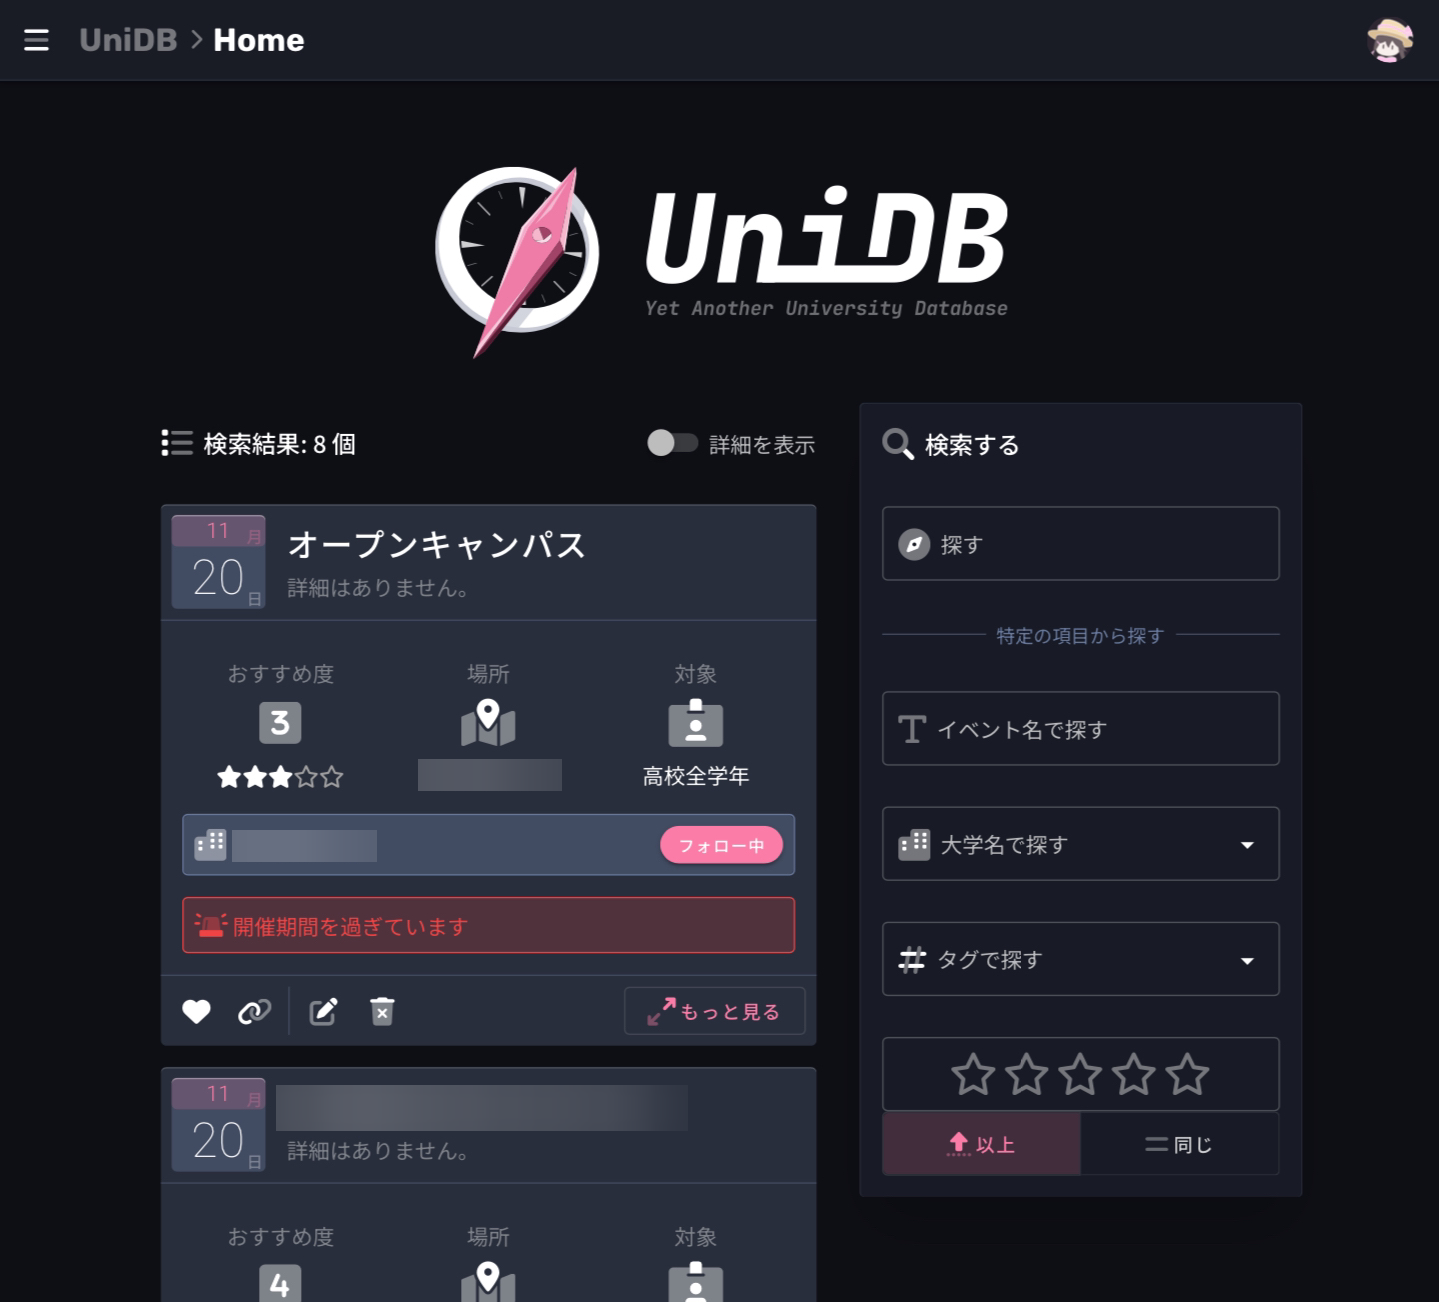 UniDB > Home
UniDB
Yet Another University Database
検索結果: 8 個
詳細を表示
11 月
20 日
オープンキャンパス
詳細はありません。
おすすめ度
場所
対象
3
高校全学年
フォロー中
開催期間を過ぎています
もっと見る
11 月
20 日
詳細はありません。
おすすめ度
場所
対象
4
検索する
探す
特定の項目から探す
イベント名で探す
大学名で探す
タグで探す
以上
同じ